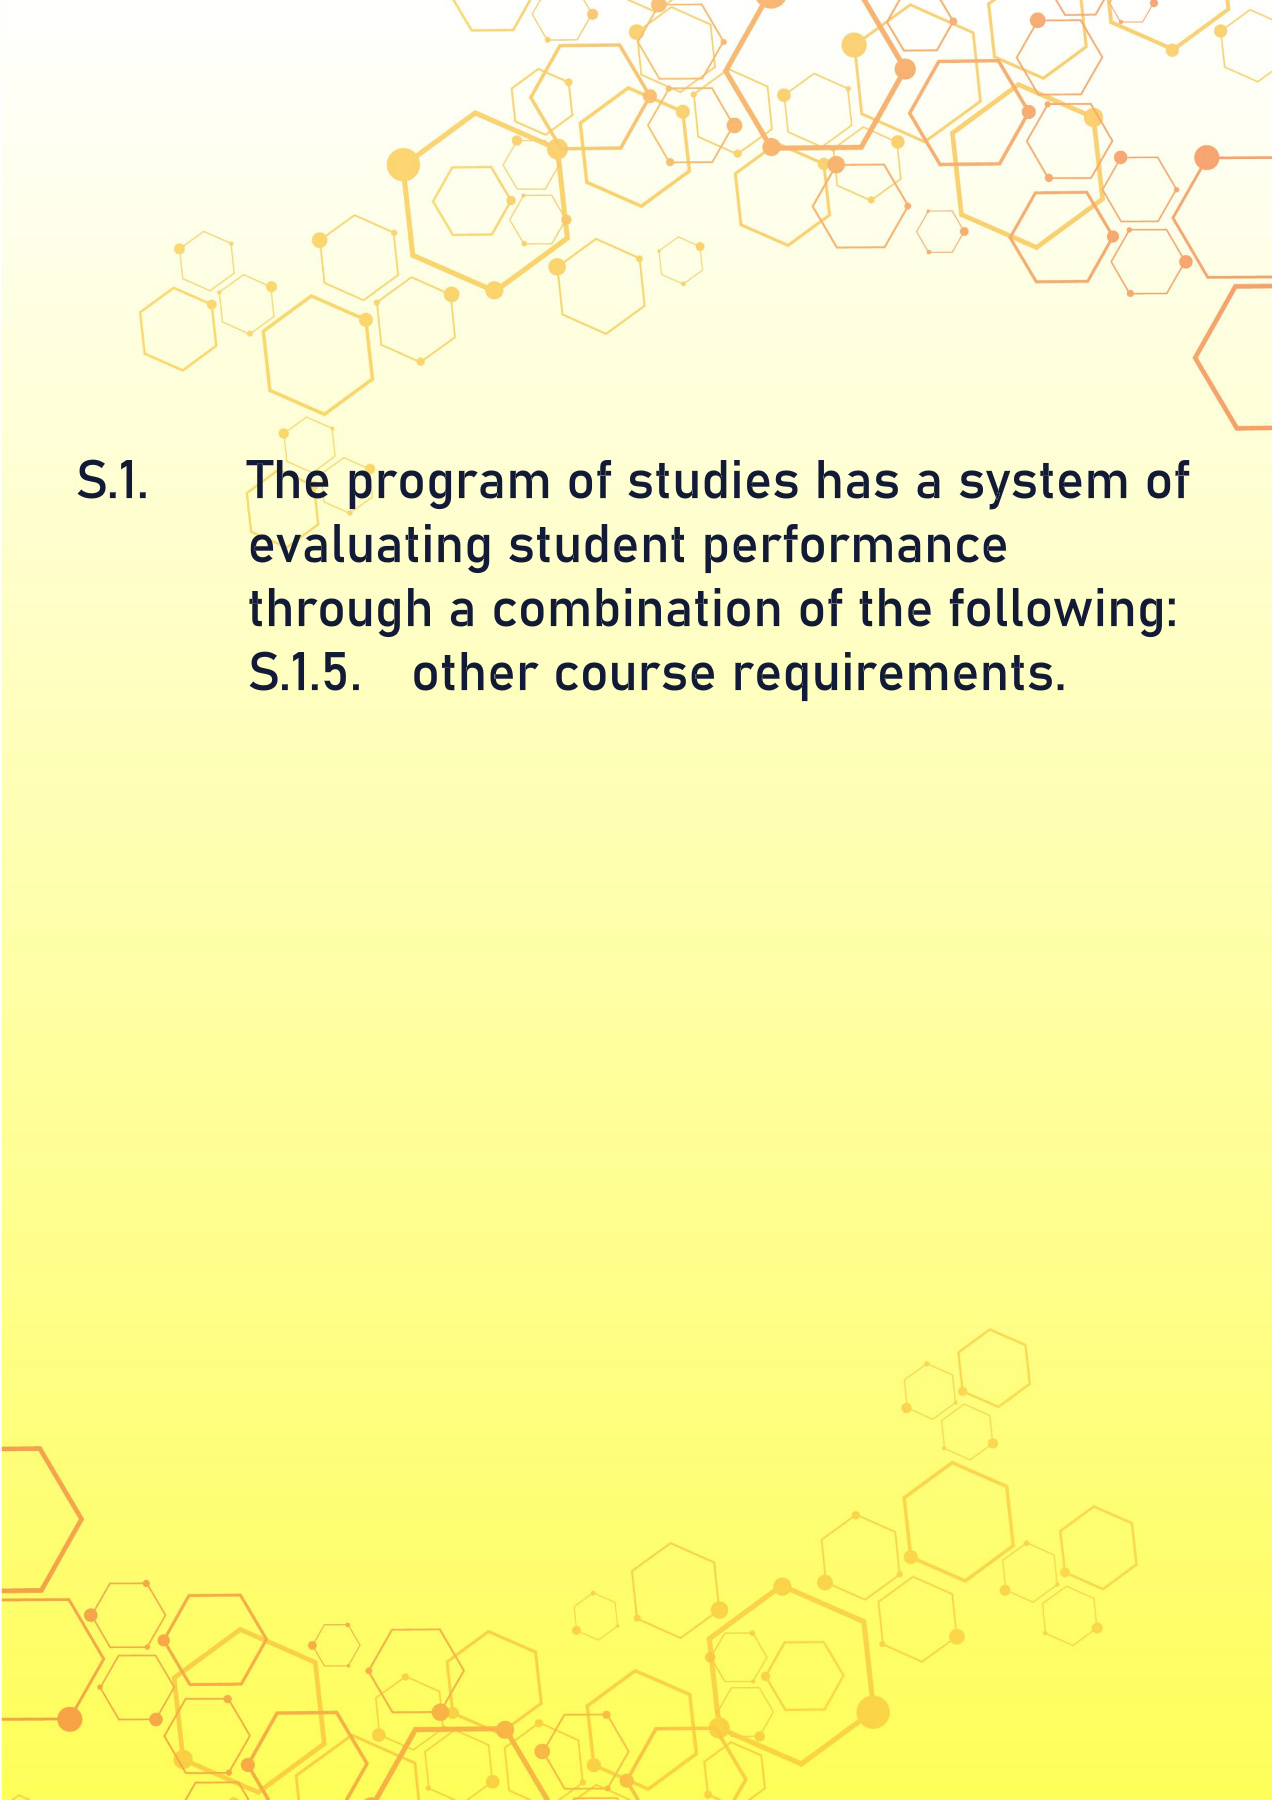 S.1. The program of studies has a system of
evaluating student performance
through a combination of the following:
S.1.5. other course requirements.